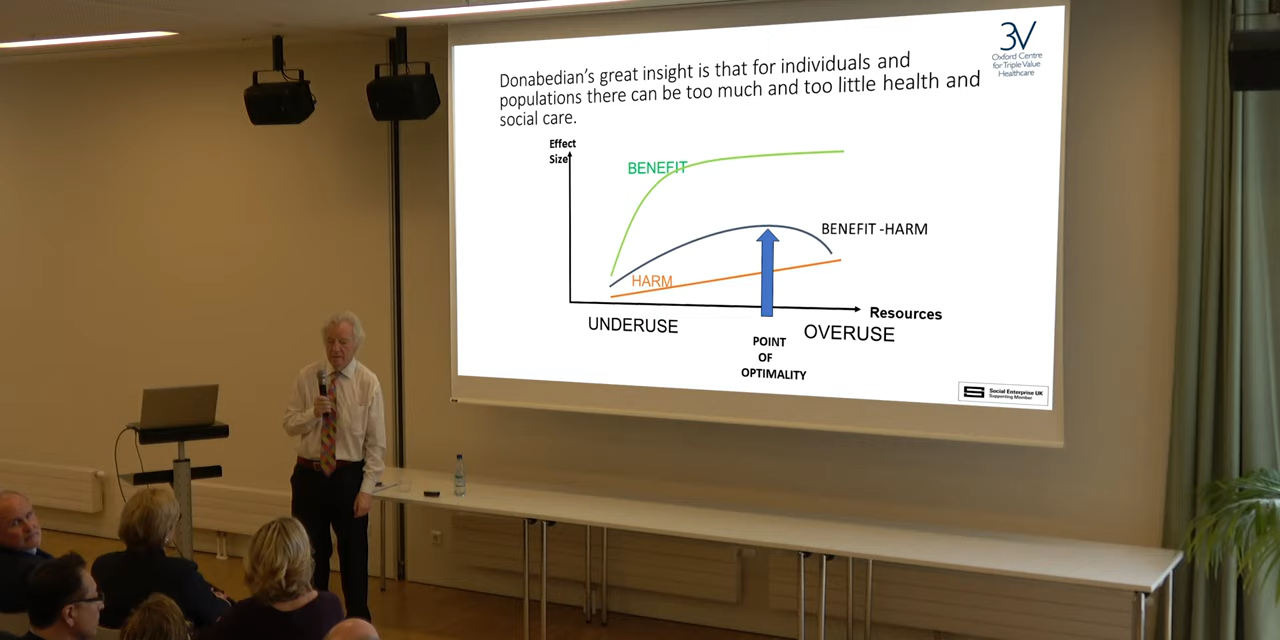 Donabedian's great insight is that for individuals and
populations there can be too much and too little health and
social care.
3V
Oxford Centre
for Triple Value
Healthcare
Effect
Size
BENEFIT
BENEFIT -HARM
HARM
Resources
UNDERUSE
OVERUSE
POINT
OF
OPTIMALITY
Social Enterprise UK
Supporting Member